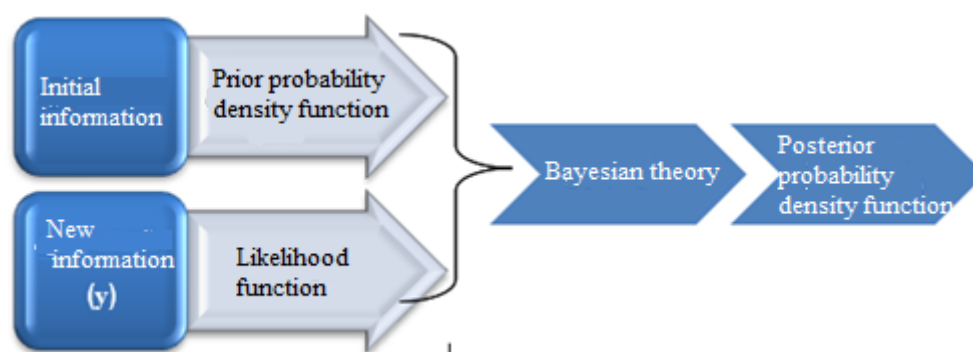 Initial
information
Prior probability
density function
New
information
(y)
Likelihood
function
Bayesian theory
Posterior
probability
density function